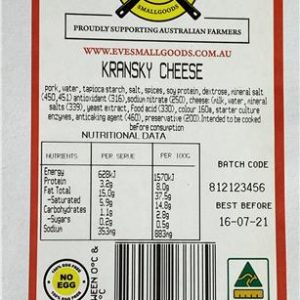 SMALLGOODS
PROUDLY SUPPORTING AUSTRALIAN FARMERS
WWW.EVESMALLGOODS.COM.AU
KRANSKY CHEESE
pork, water, tapioca starch, salt, spices, soy protein, dextrose, mineral salt
(450,451) antioxidant (316), sodium nitrate (250), cheese: (milk, water, mineral
salts (339), yeast extract, Food acid (330), colour 160a, starter culture
enzymes, anticaking agent (460), preservative (200).Intended to be cooked
before consumption
NUTRITIONAL DATA
NUTRIENTS PER SERVE PER 100G
Energy 628kJ 1570kJ
Protein 3.2g 8.0g
Fat Total 15.0g 37.5g
-Saturated 5.9g 14.8g
Carbohydrates 1.1g 2.8g
-Sugars 0.2g 0.5g
Sodium 353mg 883mg
BATCH CODE
812123456
BEST BEFORE
16-07-21
NO
EGG
0°C &